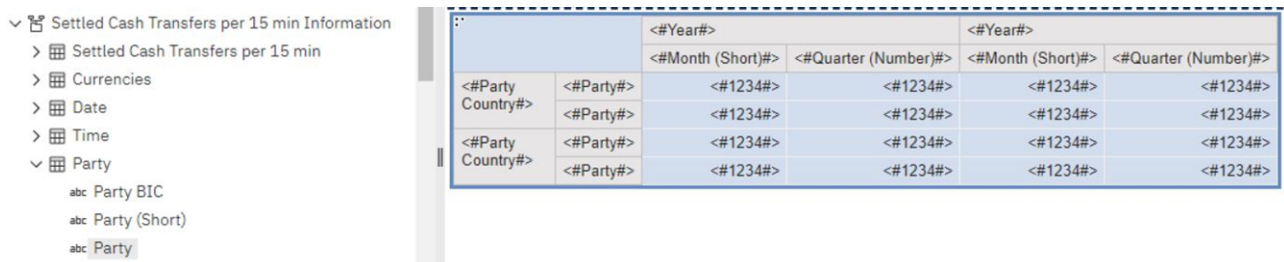 Settled Cash Transfers per 15 min Information
Settled Cash Transfers per 15 min
Currencies
Date
Time
Party
abc Party BIC
abc Party (Short)
abc Party
<#Year#> <#Year#>
<#Month (Short)#> <#Quarter (Number)#> <#Month (Short)#> <#Quarter (Number)#>
<#Party Country#> <#Party#> <#1234#> <#1234#> <#1234#> <#1234#>
<#Party#> <#1234#> <#1234#> <#1234#> <#1234#>
<#Party Country#> <#Party#> <#1234#> <#1234#> <#1234#> <#1234#>
<#Party#> <#1234#> <#1234#> <#1234#> <#1234#>